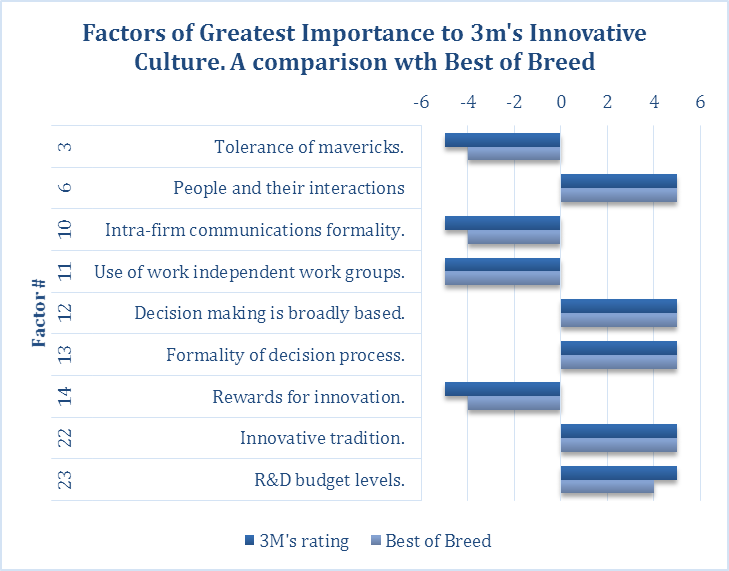 Factors of Greatest Importance to 3m's Innovative
Culture. A comparison wth Best of Breed
-6 -4 -2 0 2 4 6
Factor #
3 Tolerance of mavericks.
6 People and their interactions
10 Intra-firm communications formality.
11 Use of work independent work groups.
12 Decision making is broadly based.
13 Formality of decision process.
14 Rewards for innovation.
22 Innovative tradition.
23 R&D budget levels.
3M's rating Best of Breed